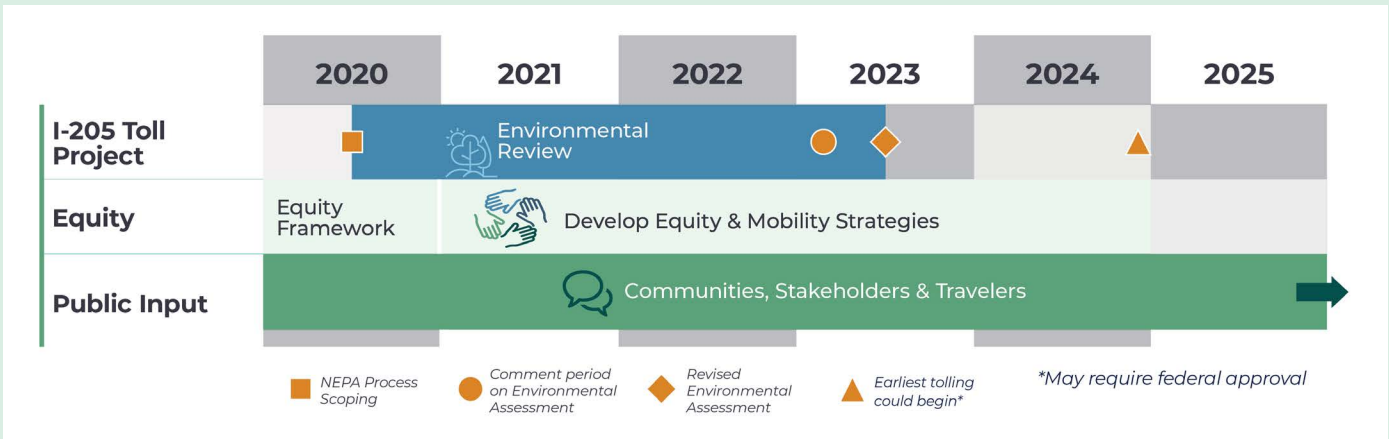 2020 2021 2022 2023 2024 2025
I-205 Toll
Project
Environmental
Review
Equity
Equity
Framework
Develop Equity & Mobility Strategies
Public Input
Communities, Stakeholders & Travelers
NEPA Process
Scoping
Comment period
on Environmental
Assessment
Revised
Environmental
Assessment
Earliest tolling
could begin*
*May require federal approval